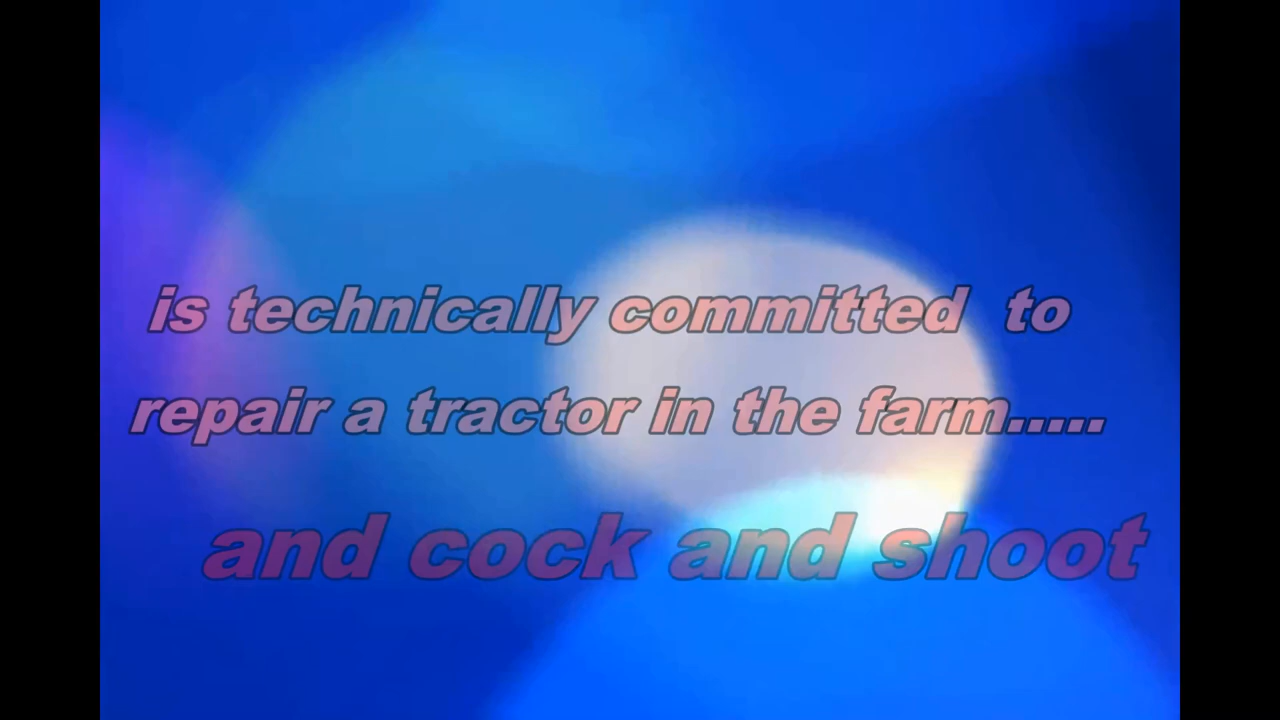 is technically committed to
repair a tractor in the farm.....
and cock and shoot